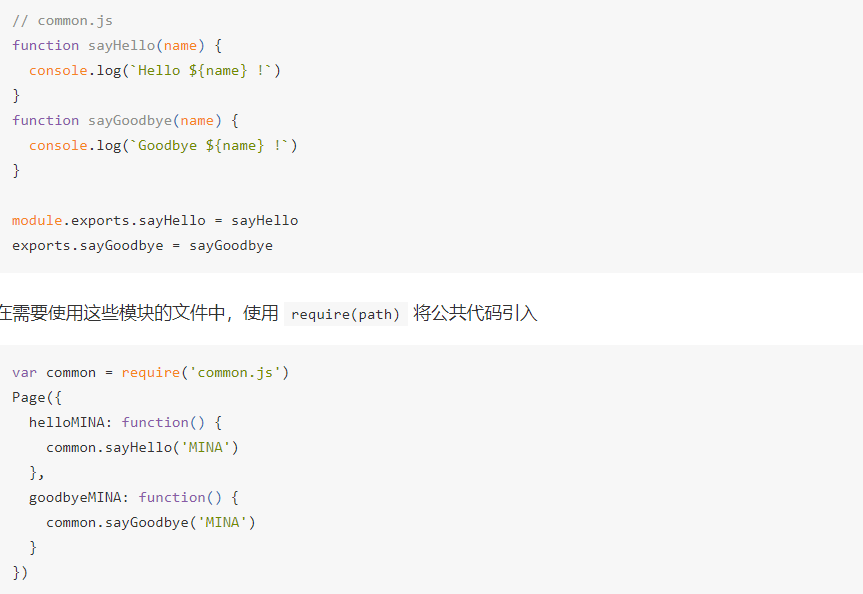 // common.js
function sayHello(name) {
  console.log(`Hello ${name} !`)
}
function sayGoodbye(name) {
  console.log(`Goodbye ${name} !`)
}

module.exports.sayHello = sayHello
exports.sayGoodbye = sayGoodbye
在需要使用这些模块的文件中，使用 require(path) 将公共代码引入
var common = require('common.js')
Page({
  helloMINA: function() {
    common.sayHello('MINA')
  },
  goodbyeMINA: function() {
    common.sayGoodbye('MINA')
  }
})